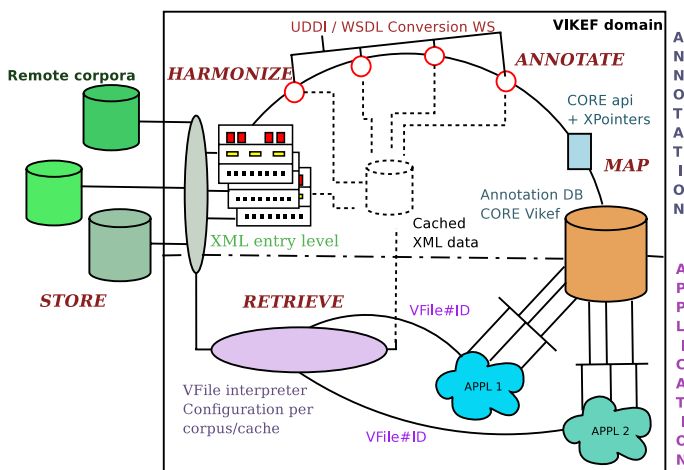 UDDI / WSDL Conversion WS
VIKEF domain
HARMONIZE
ANNOTATE
Remote corpora
CORE api
+ XPointers
MAP
Annotation DB
CORE Vikef
Cached
XML data
XML entry level
STORE
RETRIEVE
VFile#ID
VFile interpreter
Configuration per
corpus/cache
APPL 1
VFile#ID
APPL 2
ANNOTATION
APPLICATION